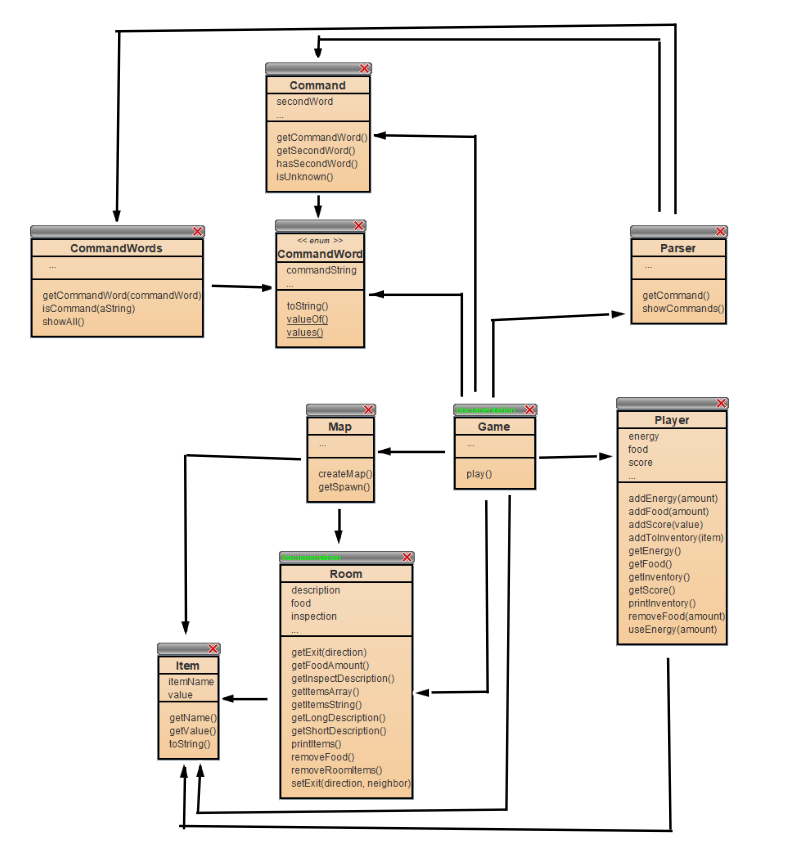 Command
secondWord
...
getCommandWord()
getSecondWord()
hasSecondWord()
isUnknown()
CommandWords
...
getCommandWord(commandWord)
isCommand(aString)
showAll()
<< enum >>
CommandWord
commandString
...
toString()
valueOf()
values()
Parser
...
getCommand()
showCommands()
Map
...
createMap()
getSpawn()
Game
...
play()
Player
energy
food
score
...
addEnergy(amount)
addFood(amount)
addScore(value)
addToInventory(item)
getEnergy()
getFood()
getInventory()
getScore()
printInventory()
removeFood(amount)
useEnergy(amount)
Room
description
food
inspection
...
getExit(direction)
getFoodAmount()
getInspectDescription()
getItemsArray()
getItemsString()
getLongDescription()
getShortDescription()
printItems()
removeFood()
removeRoomItems()
setExit(direction, neighbor)
Item
itemName
value
getName()
getValue()
toString()